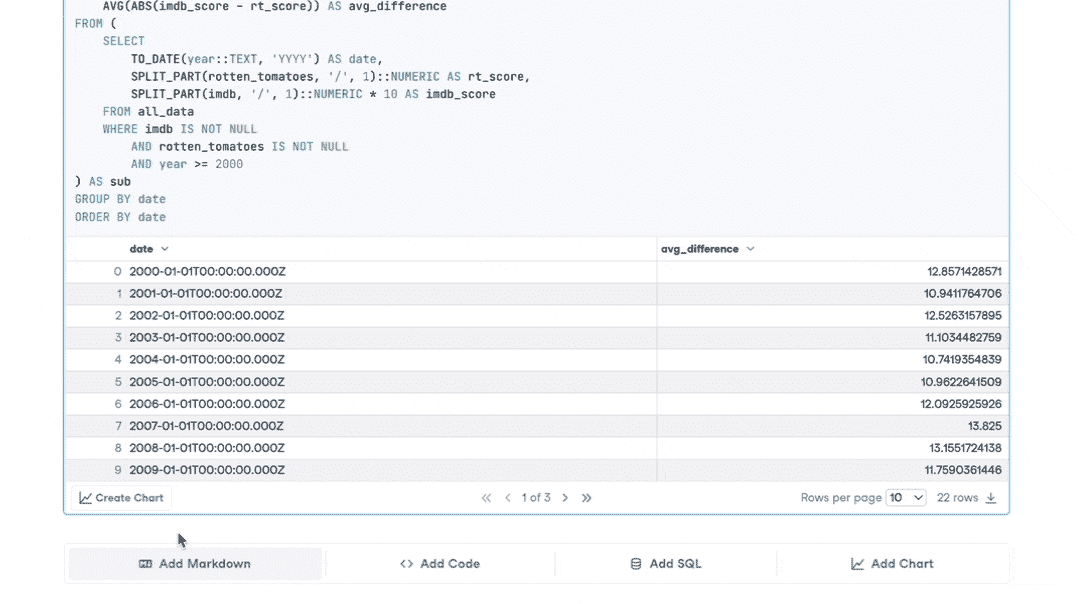 AVG(ABS(imdb_score - rt_score)) AS avg_difference
FROM (
SELECT
TO_DATE(year::TEXT, 'YYYY') AS date,
SPLIT_PART(rotten_tomatoes, '/', 1)::NUMERIC AS rt_score,
SPLIT_PART(imdb, '/', 1)::NUMERIC * 10 AS imdb_score
FROM all_data
WHERE imdb IS NOT NULL
AND rotten_tomatoes IS NOT NULL
AND year >= 2000
) AS sub
GROUP BY date
ORDER BY date
date avg_difference
0 2000-01-01T00:00:00.000Z 12.8571428571
1 2001-01-01T00:00:00.000Z 10.9411764706
2 2002-01-01T00:00:00.000Z 12.5263157895
3 2003-01-01T00:00:00.000Z 11.1034482759
4 2004-01-01T00:00:00.000Z 10.7419354839
5 2005-01-01T00:00:00.000Z 10.9622641509
6 2006-01-01T00:00:00.000Z 12.0925925926
7 2007-01-01T00:00:00.000Z 13.825
8 2008-01-01T00:00:00.000Z 13.1551724138
9 2009-01-01T00:00:00.000Z 11.7590361446
Create Chart 1 of 3 Rows per page 10 22 rows
Add Markdown Add Code Add SQL Add Chart